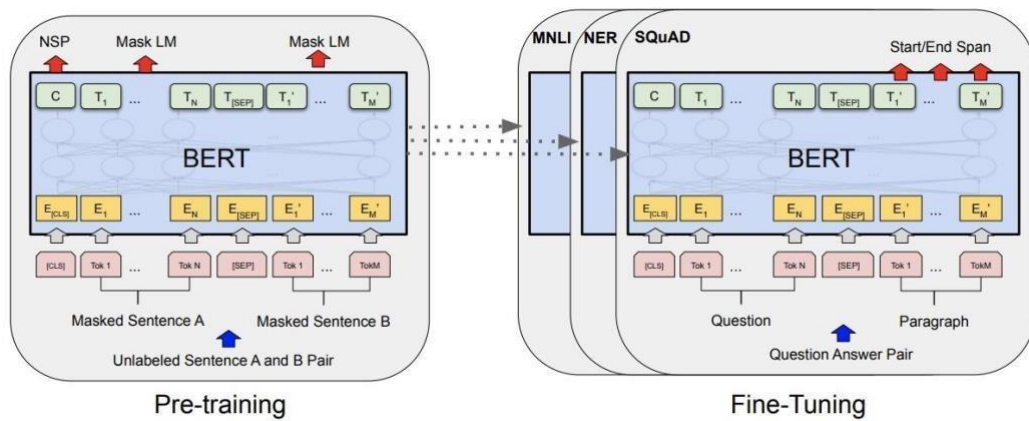 NSP Mask LM Mask LM
C T1 ... TN T[SEP] T1' ... TM'
BERT
E[CLS] E1 ... EN E[SEP] E1' ... EM'
[CLS] Tok 1 ... Tok N [SEP] Tok 1 ... TokM
Masked Sentence A Masked Sentence B
Unlabeled Sentence A and B Pair
Pre-training
MNLI NER SQuAD
Start/End Span
C T1 ... TN T[SEP] T1' ... TM'
BERT
E[CLS] E1 ... EN E[SEP] E1' ... EM'
[CLS] Tok 1 ... Tok N [SEP] Tok 1 ... TokM
Question Paragraph
Question Answer Pair
Fine-Tuning